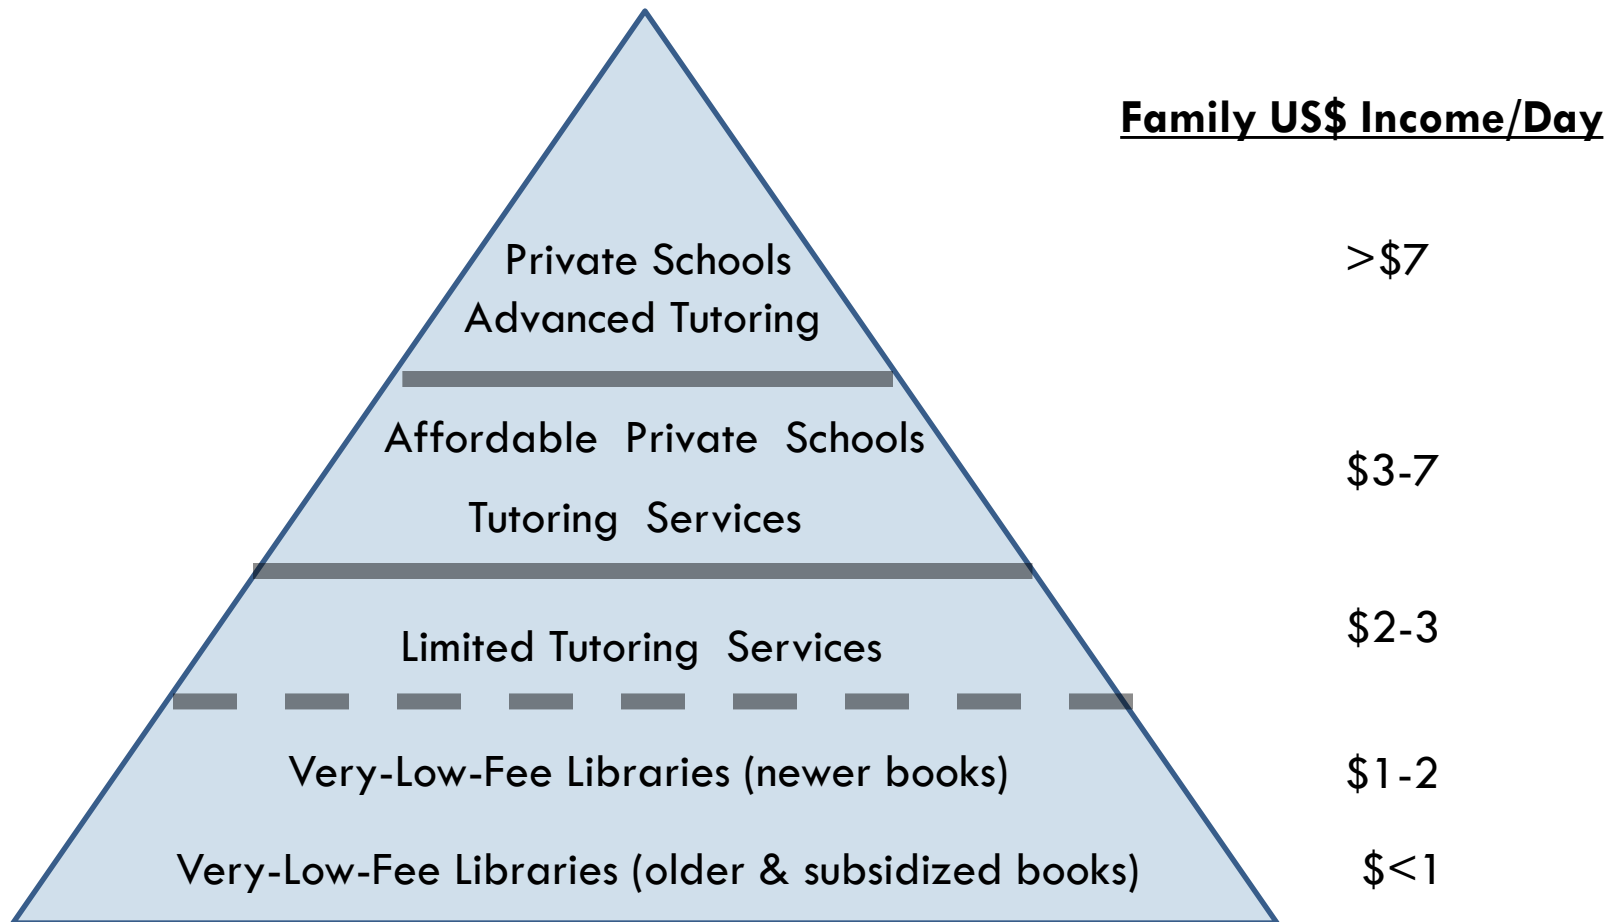 Family US$ Income/Day
Private Schools
Advanced Tutoring
>$7
Affordable Private Schools
Tutoring Services
$3-7
Limited Tutoring Services
$2-3
Very-Low-Fee Libraries (newer books)
$1-2
Very-Low-Fee Libraries (older & subsidized books)
$<1